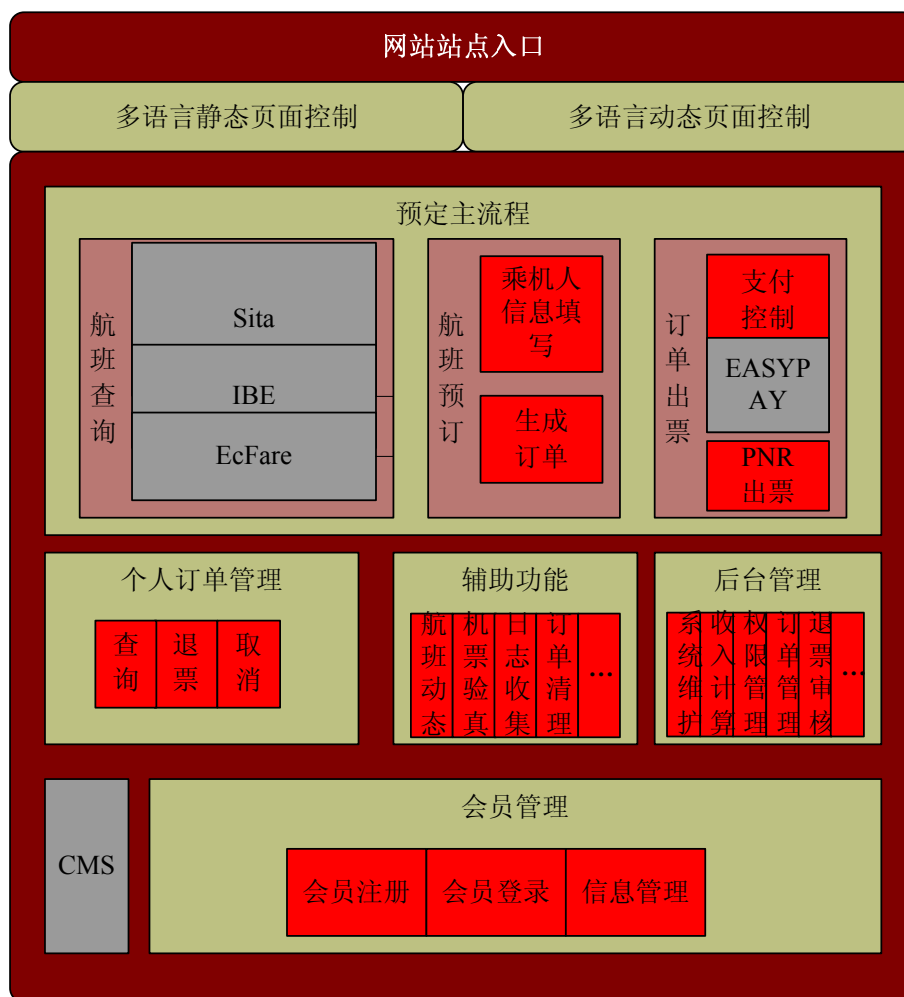 网站站点入口
多语言静态页面控制
多语言动态页面控制
预定主流程
航班查询
Sita
IBE
EcFare
航班预订
乘机人
信息填
写
生成
订单
订单出票
支付
控制
EASYP
AY
PNR
出票
个人订单管理
查询
退票
取消
辅助功能
航班动态
机票验真
日志收集
订单清理
...
后台管理
系统维护
收入计算
权限管理
订单管理
退票审核
...
CMS
会员管理
会员注册
会员登录
信息管理